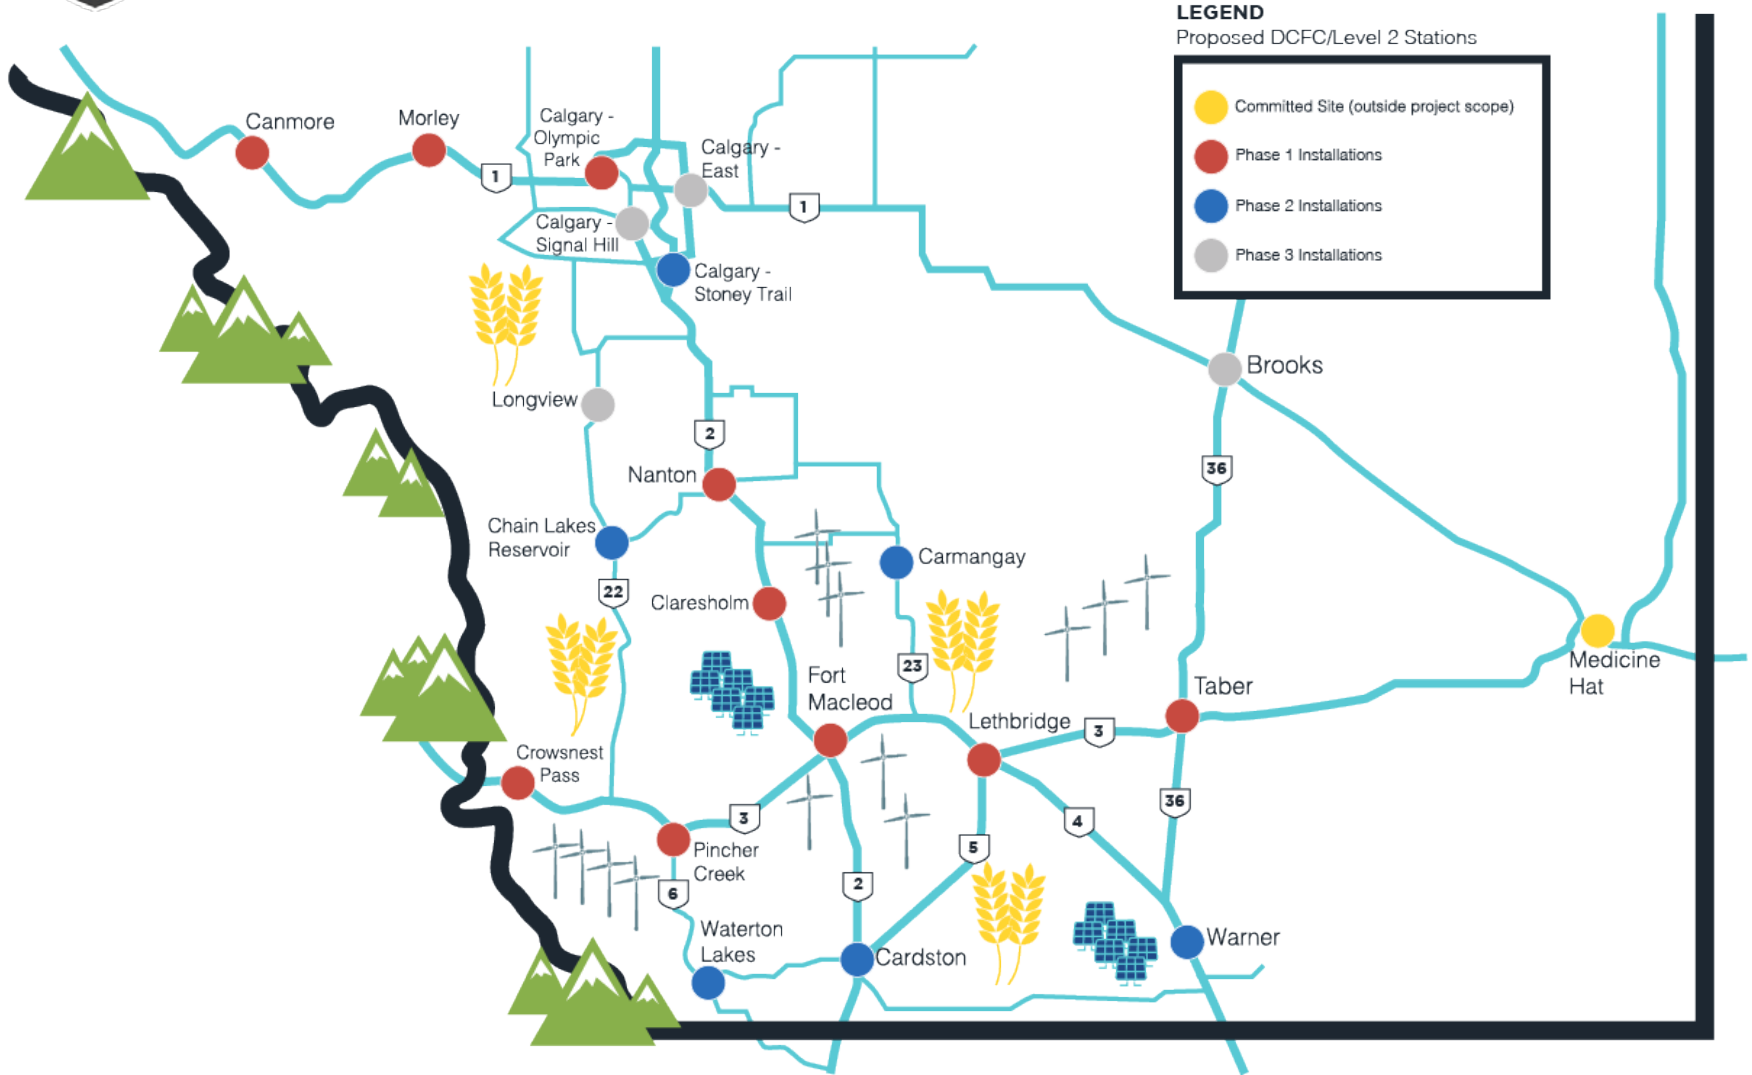 LEGEND
Proposed DCFC/Level 2 Stations
Committed Site (outside project scope)
Phase 1 Installations
Phase 2 Installations
Phase 3 Installations
Canmore
Morley
1
Calgary -
Olympic
Park
Calgary -
East
1
Calgary -
Signal Hill
Calgary -
Stoney Trail
Brooks
Longview
2
36
Nanton
Chain Lakes
Reservoir
Carmangay
22
Claresholm
23
Medicine
Hat
Fort
Macleod
Taber
Lethbridge
3
Crowsnest
Pass
36
3
4
Pincher
Creek
5
6
2
Waterton
Lakes
Cardston
Warner